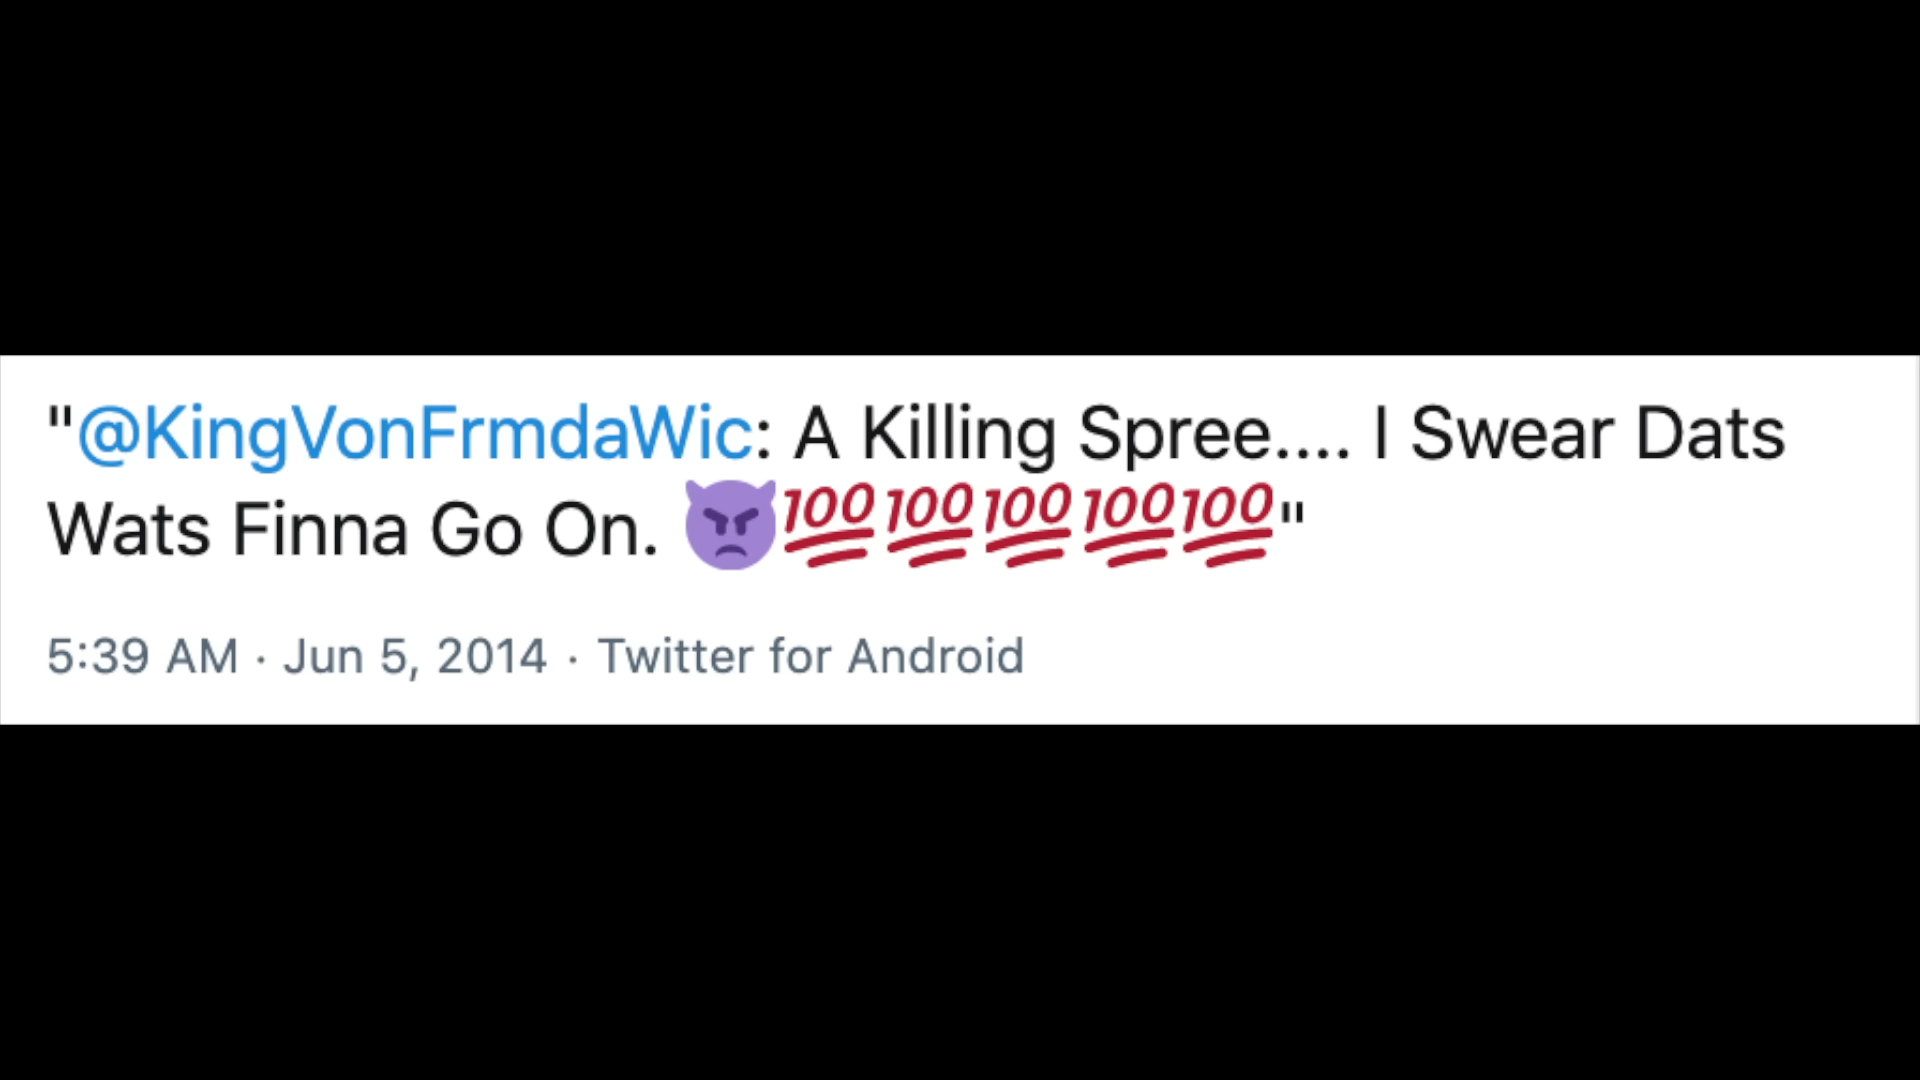 "@KingVonFrmdaWic: A Killing Spree.... I Swear Dats
Wats Finna Go On. 👿💯💯💯💯💯"
5:39 AM · Jun 5, 2014 · Twitter for Android